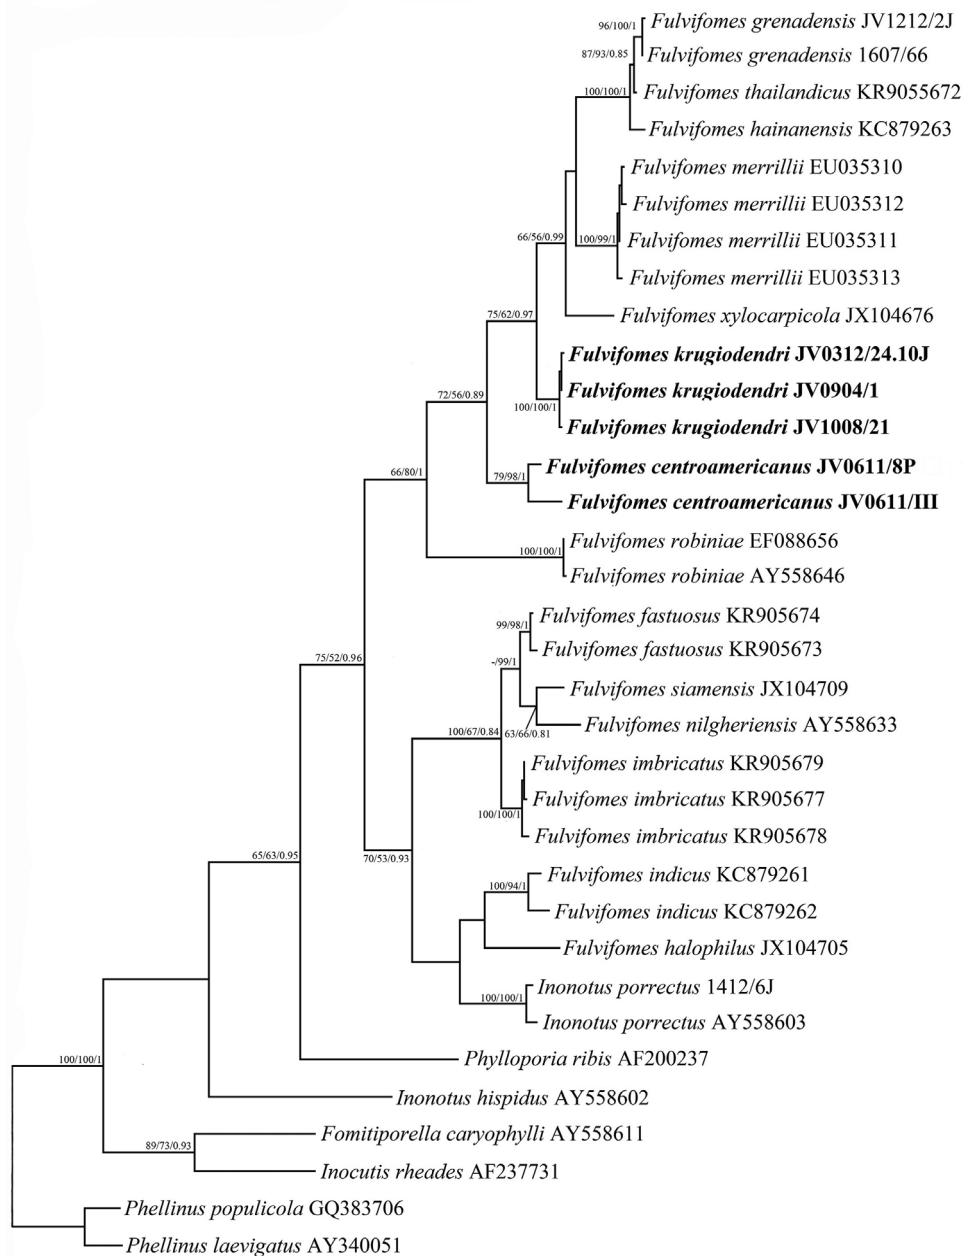 96/100/1
Fulvifomes grenadensis JV1212/2J
87/93/0.85
Fulvifomes grenadensis 1607/66
100/100/1
Fulvifomes thailandicus KR9055672
Fulvifomes hainanensis KC879263
Fulvifomes merrillii EU035310
Fulvifomes merrillii EU035312
66/56/0.99
100/99/1
Fulvifomes merrillii EU035311
Fulvifomes merrillii EU035313
75/62/0.97
Fulvifomes xylocarpicola JX104676
Fulvifomes krugiodendri JV0312/24.10J
72/56/0.89
Fulvifomes krugiodendri JV0904/1
100/100/1
Fulvifomes krugiodendri JV1008/21
66/80/1
79/98/1
Fulvifomes centroamericanus JV0611/8P
Fulvifomes centroamericanus JV0611/III
Fulvifomes robiniae EF088656
100/100/1
Fulvifomes robiniae AY558646
Fulvifomes fastuosus KR905674
99/98/1
Fulvifomes fastuosus KR905673
75/52/0.96
-/99/1
Fulvifomes siamensis JX104709
Fulvifomes nilgheriensis AY558633
100/67/0.84
63/66/0.81
Fulvifomes imbricatus KR905679
Fulvifomes imbricatus KR905677
100/100/1
Fulvifomes imbricatus KR905678
65/63/0.95
70/53/0.93
Fulvifomes indicus KC879261
100/94/1
Fulvifomes indicus KC879262
Fulvifomes halophilus JX104705
Inonotus porrectus 1412/6J
100/100/1
Inonotus porrectus AY558603
100/100/1
Phylloporia ribis AF200237
Inonotus hispidus AY558602
Fomitiporella caryophylli AY558611
89/73/0.93
Inocutis rheades AF237731
Phellinus populicola GQ383706
Phellinus laevigatus AY340051